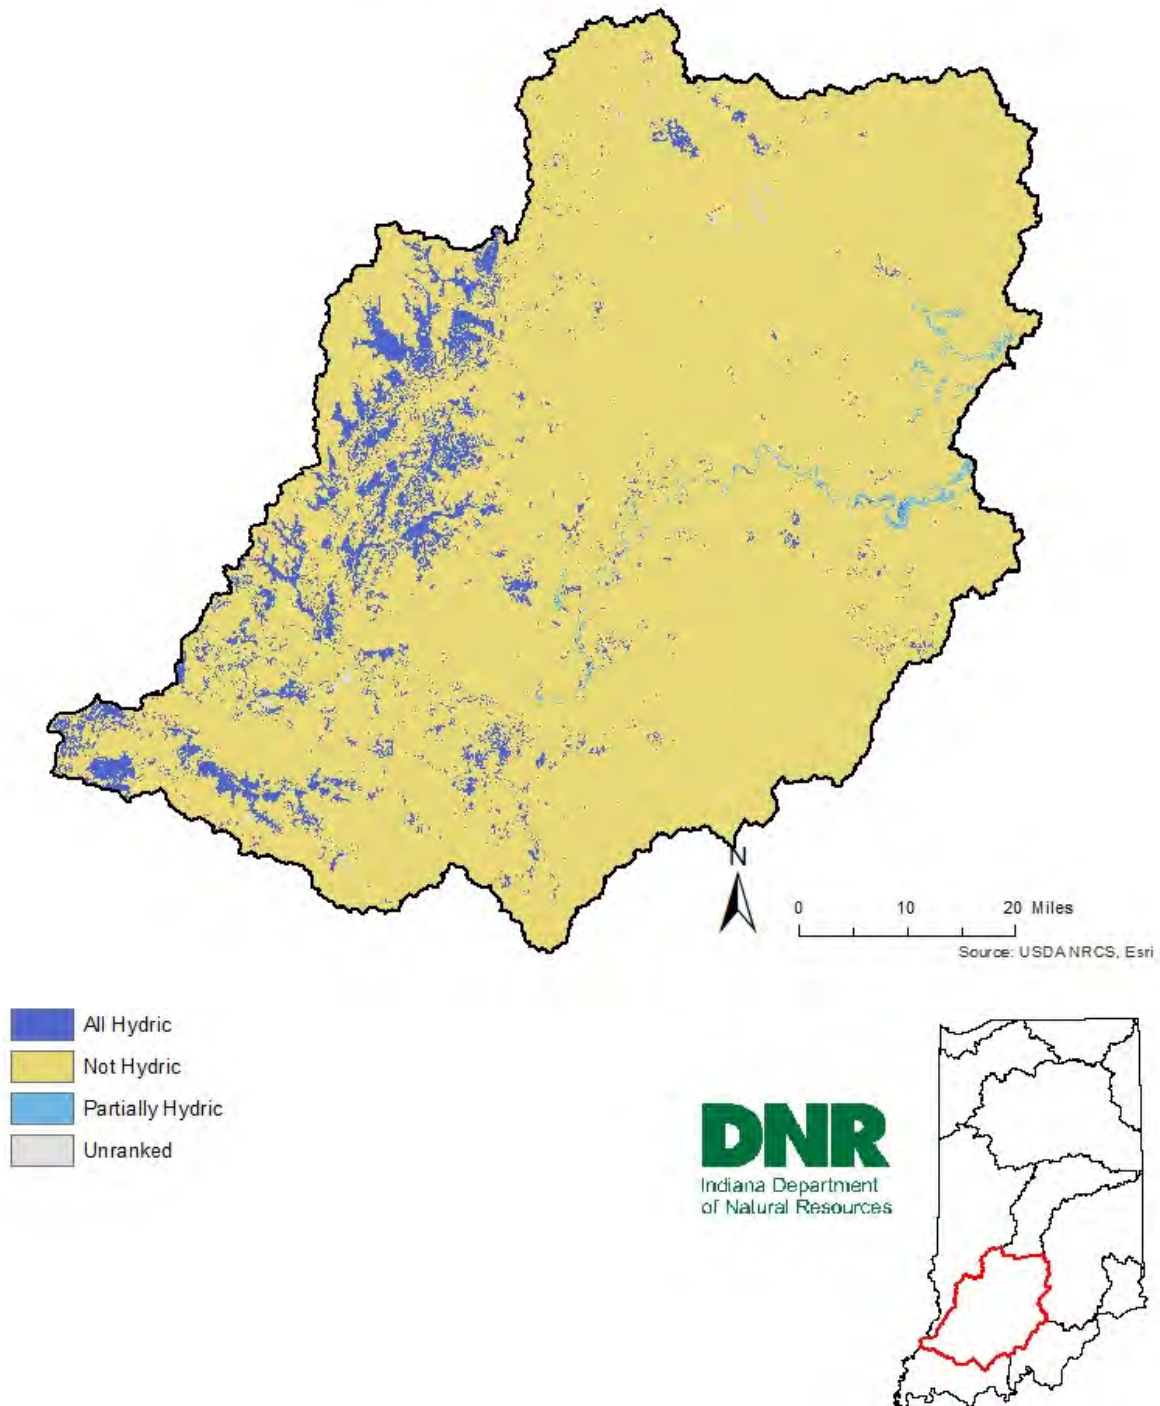 N
0 10 20 Miles
Source: USDA NRCS, Esri
All Hydric
Not Hydric
Partially Hydric
Unranked
DNR
Indiana Department
of Natural Resources